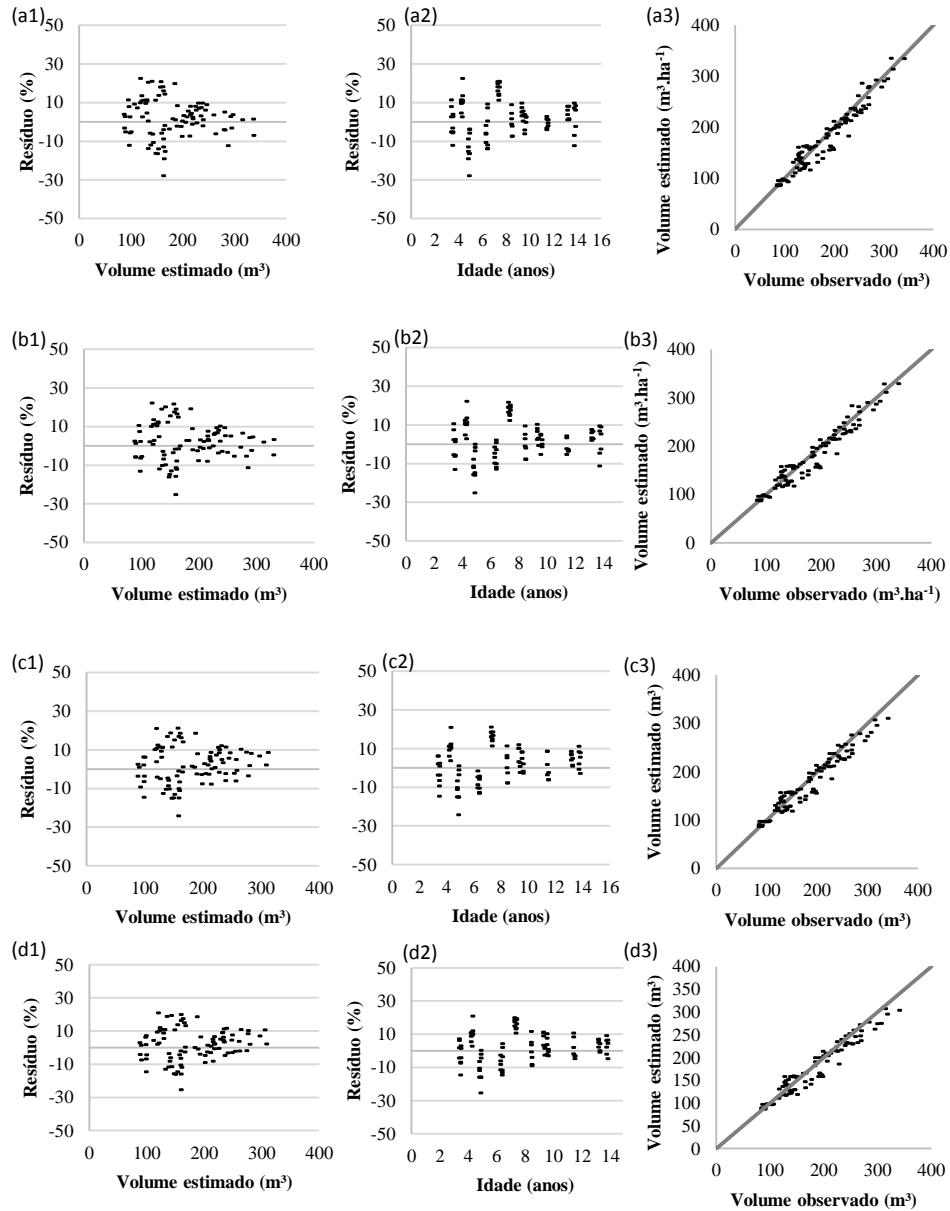 (a1)
50
30
10
-10
-30
-50
Resíduo (%)
0 100 200 300 400
Volume estimado (m³)
(a2)
50
30
10
-10
-30
-50
Resíduo (%)
0 2 4 6 8 10 12 14 16
Idade (anos)
(a3)
400
300
200
100
0
Volume estimado (m³.ha⁻¹)
0 100 200 300 400
Volume observado (m³)
(b1)
50
30
10
-10
-30
-50
Resíduo (%)
0 100 200 300 400
Volume estimado (m³)
(b2)
50
30
10
-10
-30
-50
Resíduo (%)
0 2 4 6 8 10 12 14
Idade (anos)
(b3)
400
300
200
100
0
Volume estimado (m³.ha⁻¹)
0 100 200 300 400
Volume observado (m³.ha⁻¹)
(c1)
50
30
10
-10
-30
-50
Resíduo (%)
0 100 200 300 400
Volume estimado (m³)
(c2)
50
30
10
-10
-30
-50
Resíduo (%)
0 2 4 6 8 10 12 14 16
Idade (anos)
(c3)
400
300
200
100
0
Volume estimado (m³)
0 100 200 300 400
Volume observado (m³)
(d1)
50
30
10
-10
-30
-50
Resíduo (%)
0 100 200 300 400
Volume estimado (m³)
(d2)
50
30
10
-10
-30
-50
Resíduo (%)
0 2 4 6 8 10 12 14
Idade (anos)
(d3)
400
350
300
250
200
150
100
50
0
Volume estimado (m³)
0 100 200 300 400
Volume observado (m³)